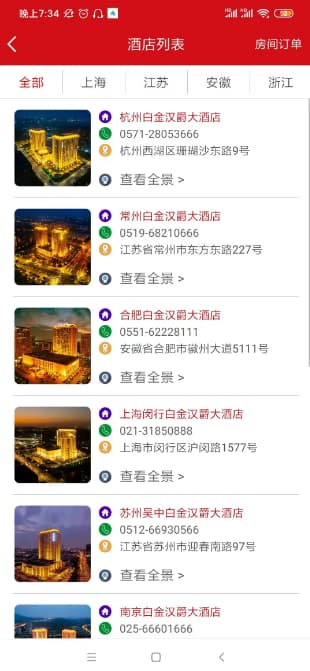 晚上7:34
酒店列表
房间订单
全部 上海 江苏 安徽 浙江
杭州白金汉爵大酒店
0571-28053666
杭州西湖区珊瑚沙东路9号
查看全景 >
常州白金汉爵大酒店
0519-68210666
江苏省常州市东方东路227号
查看全景 >
合肥白金汉爵大酒店
0551-62228111
安徽省合肥市徽州大道5111号
查看全景 >
上海闵行白金汉爵大酒店
021-31850888
上海市闵行区沪闵路1577号
查看全景 >
苏州吴中白金汉爵大酒店
0512-66930566
江苏省苏州市迎春南路97号
查看全景 >
南京白金汉爵大酒店
025-66601666